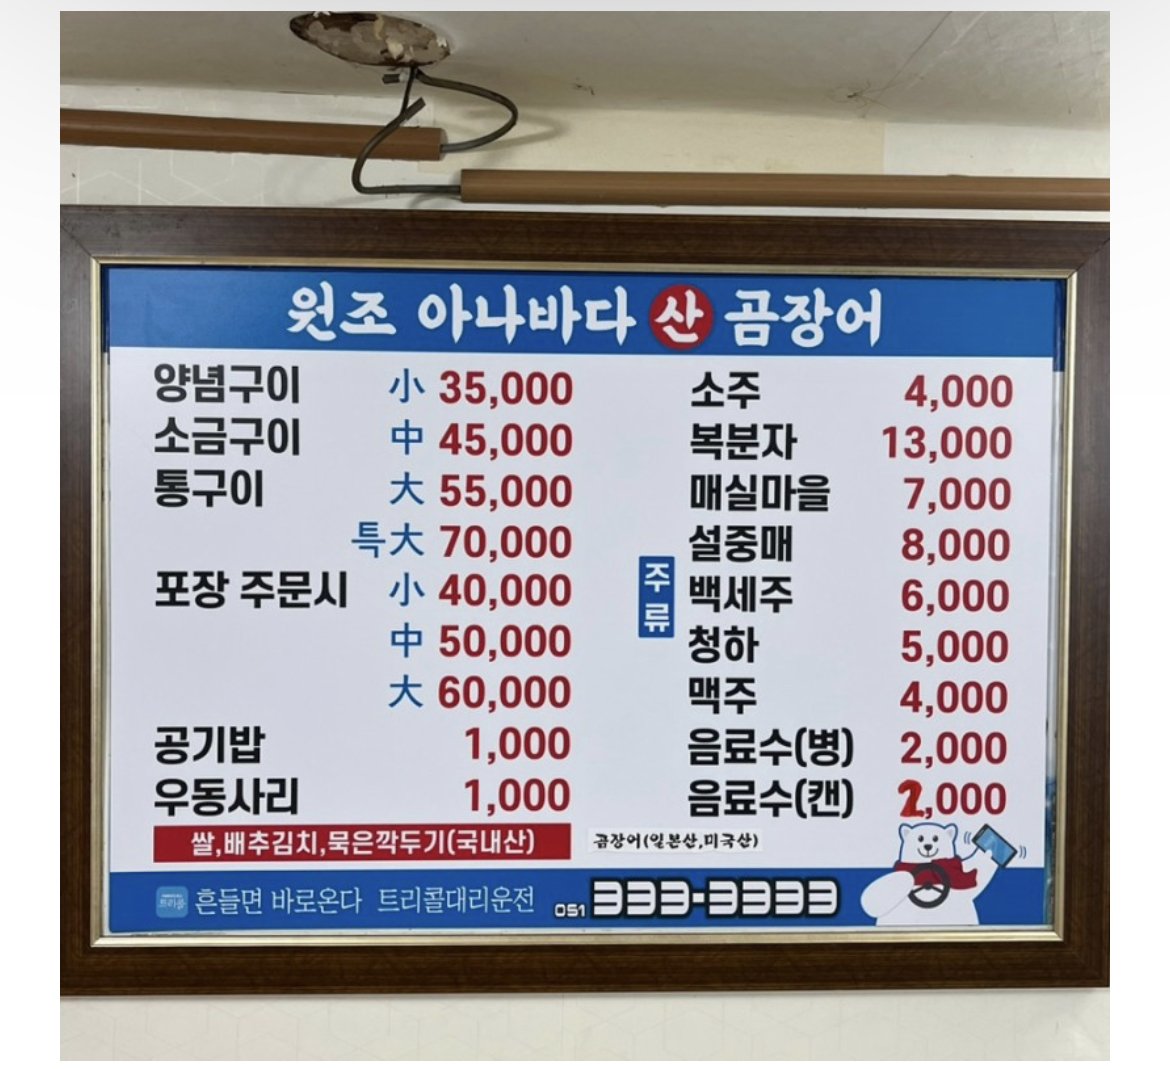 원조 아나바다 산 곰장어
양념구이 小 35,000
소금구이 中 45,000
통구이 大 55,000
특大 70,000
포장 주문시 小 40,000
中 50,000
大 60,000
공기밥 1,000
우동사리 1,000
쌀,배추김치,묵은깍두기(국내산)
주류
소주 4,000
복분자 13,000
매실마을 7,000
설중매 8,000
백세주 6,000
청하 5,000
맥주 4,000
음료수(병) 2,000
음료수(캔) 2,000
곰장어(일본산,미국산)
트리콜 흔들면 바로온다 트리콜대리운전 051 333-3333